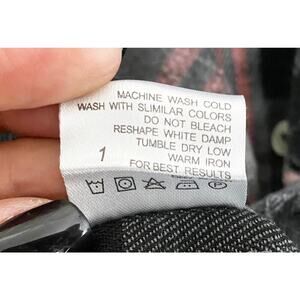 MACHINE WASH COLD
WASH WITH SLIMILAR COLORS
DO NOT BLEACH
RESHAPE WHITE DAMP
TUMBLE DRY LOW
1 WARM IRON
FOR BEST RESULTS